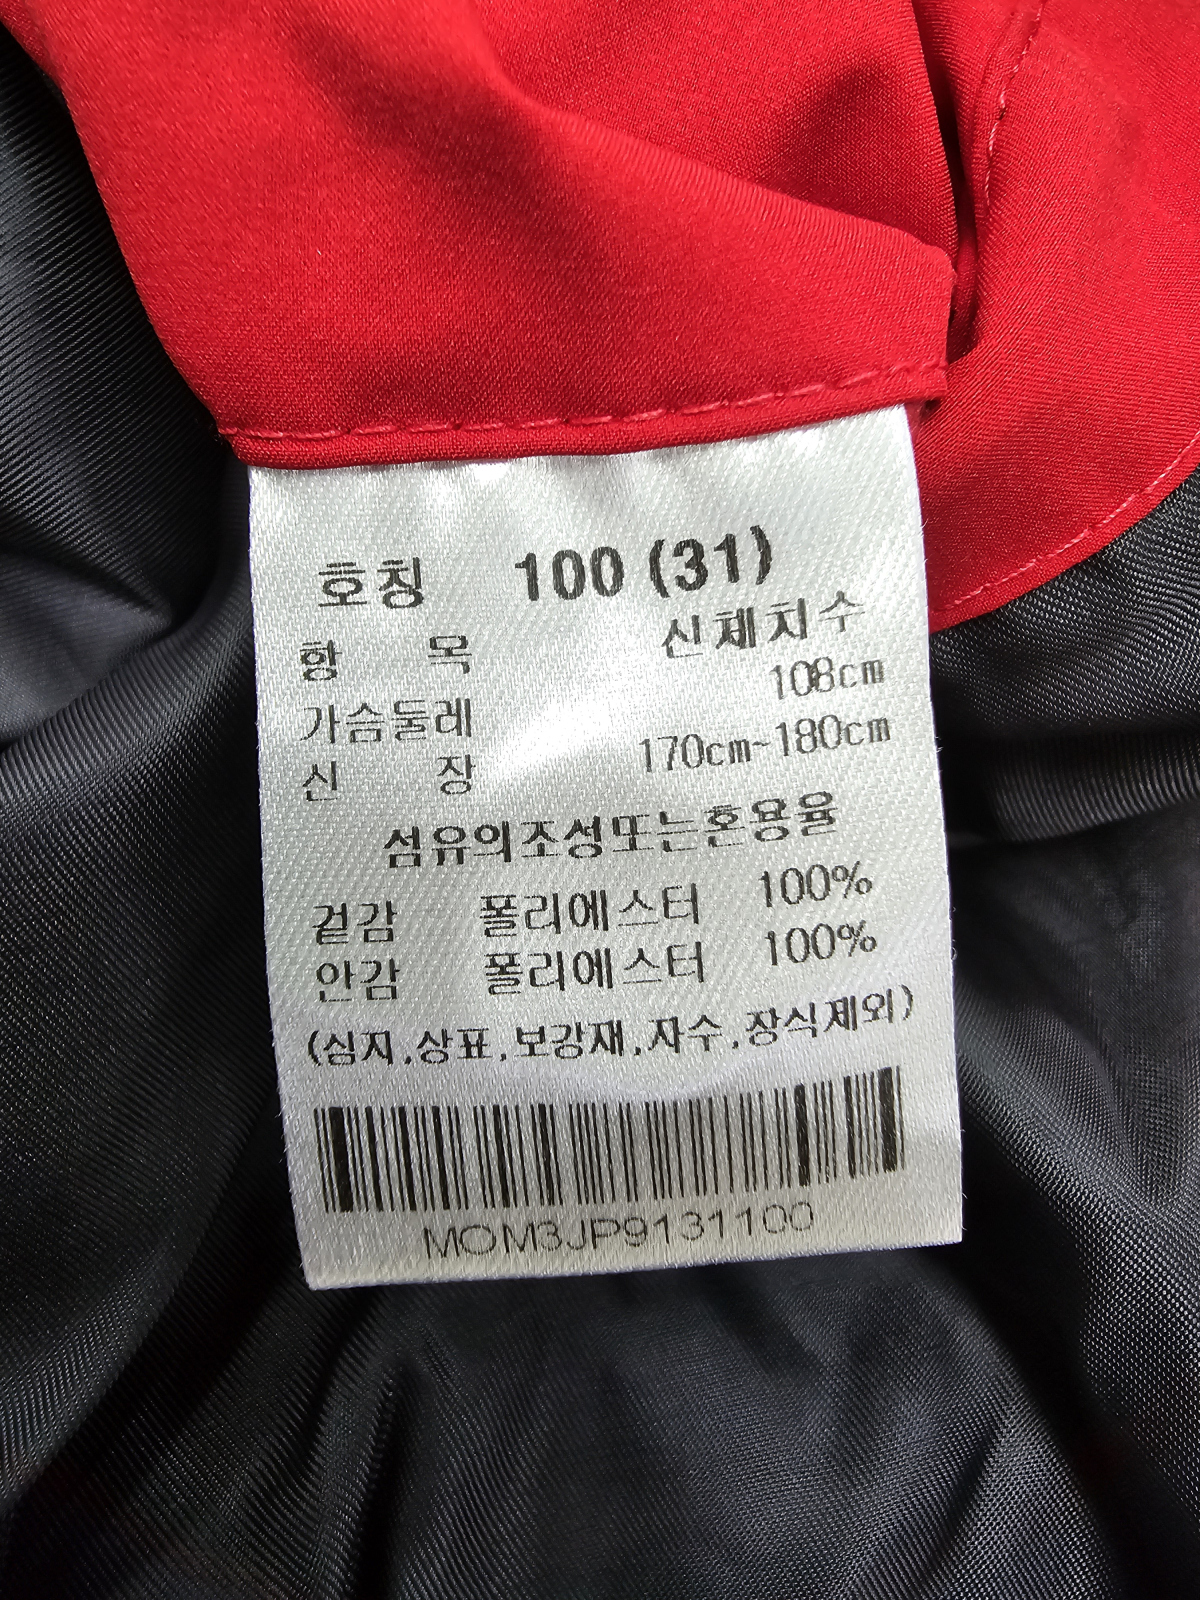 호칭 100 (31)
항 목 신체치수
가슴둘레 108cm
신 장 170cm~180cm
섬유의조성또는혼용율
겉감 폴리에스터 100%
안감 폴리에스터 100%
(심지,상표,보강재,자수,장식제외)
MOM3JP9131100